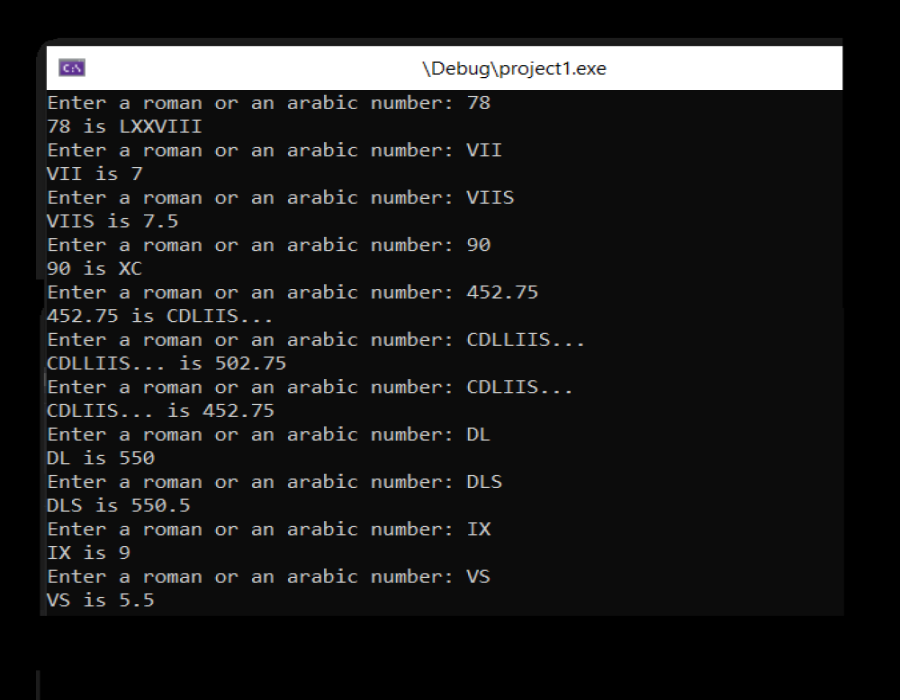 C:\
\Debug\project1.exe
Enter a roman or an arabic number: 78
78 is LXXVIII
Enter a roman or an arabic number: VII
VII is 7
Enter a roman or an arabic number: VIIS
VIIS is 7.5
Enter a roman or an arabic number: 90
90 is XC
Enter a roman or an arabic number: 452.75
452.75 is CDLIIS...
Enter a roman or an arabic number: CDLLIIS...
CDLLIIS... is 502.75
Enter a roman or an arabic number: CDLIIS...
CDLIIS... is 452.75
Enter a roman or an arabic number: DL
DL is 550
Enter a roman or an arabic number: DLS
DLS is 550.5
Enter a roman or an arabic number: IX
IX is 9
Enter a roman or an arabic number: VS
VS is 5.5